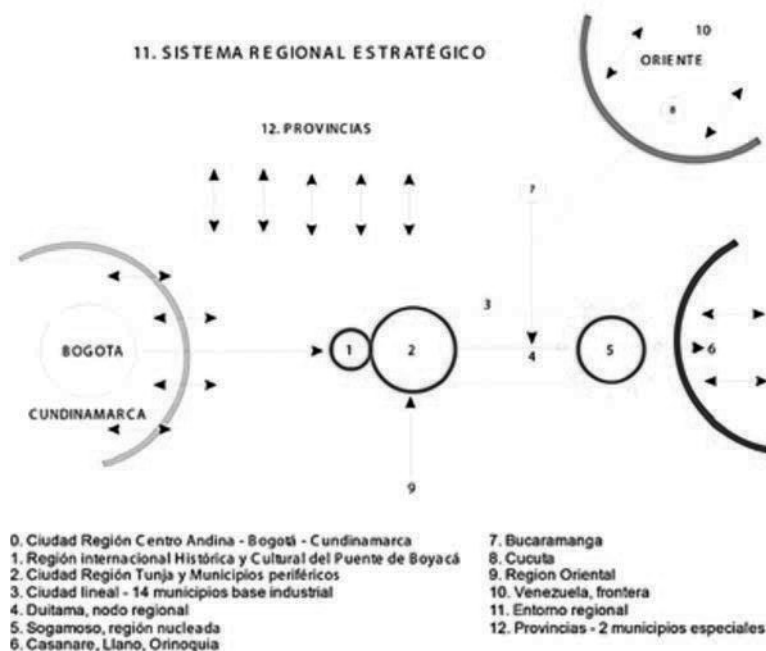 10
11. SISTEMA REGIONAL ESTRATÉGICO
ORIENTE
8
12. PROVINCIAS
7
3
BOGOTA
1
2
4
5
6
CUNDINAMARCA
9
0. Ciudad Región Centro Andina - Bogotá - Cundinamarca
1. Región internacional Histórica y Cultural del Puente de Boyacá
2. Ciudad Región Tunja y Municipios periféricos
3. Ciudad lineal - 14 municipios base industrial
4. Duitama, nodo regional
5. Sogamoso, región nucleada
6. Casanare, Llano, Orinoquia
7. Bucaramanga
8. Cucuta
9. Region Oriental
10. Venezuela, frontera
11. Entorno regional
12. Provincias - 2 municipios especiales